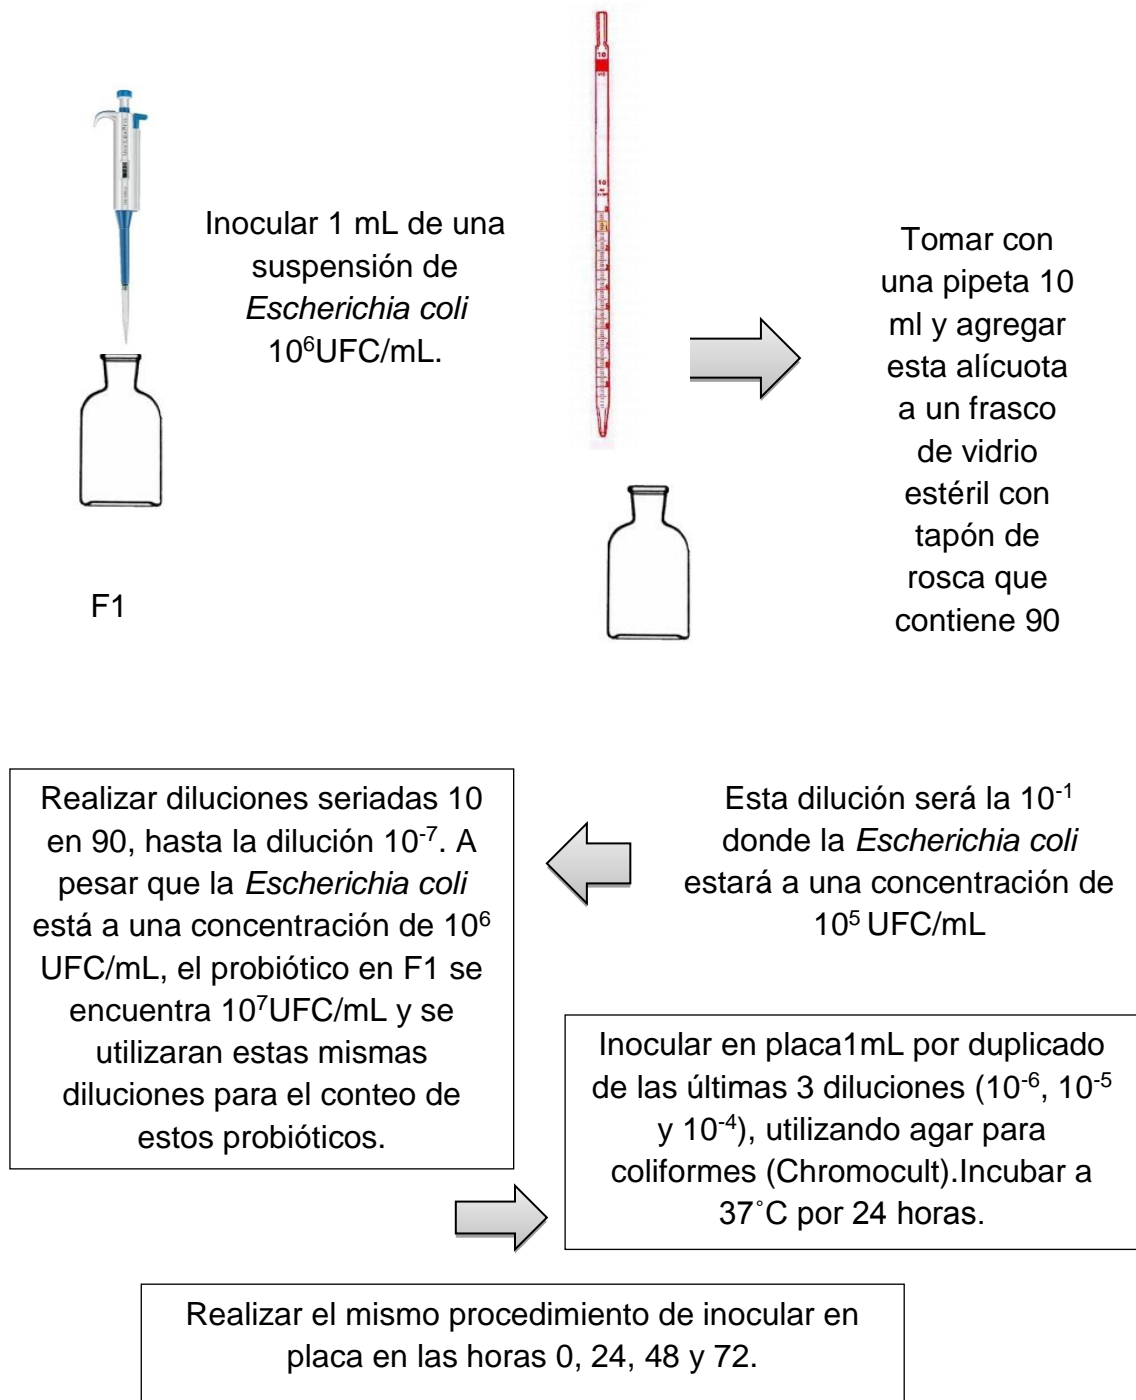 Inocular 1 mL de una
suspensión de
Escherichia coli
10⁶UFC/mL.
F1
10
10
Tomar con
una pipeta 10
ml y agregar
esta alícuota
a un frasco
de vidrio
estéril con
tapón de
rosca que
contiene 90
Esta dilución será la 10⁻¹
donde la Escherichia coli
estará a una concentración de
10⁵ UFC/mL
Realizar diluciones seriadas 10
en 90, hasta la dilución 10⁻⁷. A
pesar que la Escherichia coli
está a una concentración de 10⁶
UFC/mL, el probiótico en F1 se
encuentra 10⁷UFC/mL y se
utilizaran estas mismas
diluciones para el conteo de
estos probióticos.
Inocular en placa1mL por duplicado
de las últimas 3 diluciones (10⁻⁶, 10⁻⁵
y 10⁻⁴), utilizando agar para
coliformes (Chromocult).Incubar a
37˚C por 24 horas.
Realizar el mismo procedimiento de inocular en
placa en las horas 0, 24, 48 y 72.